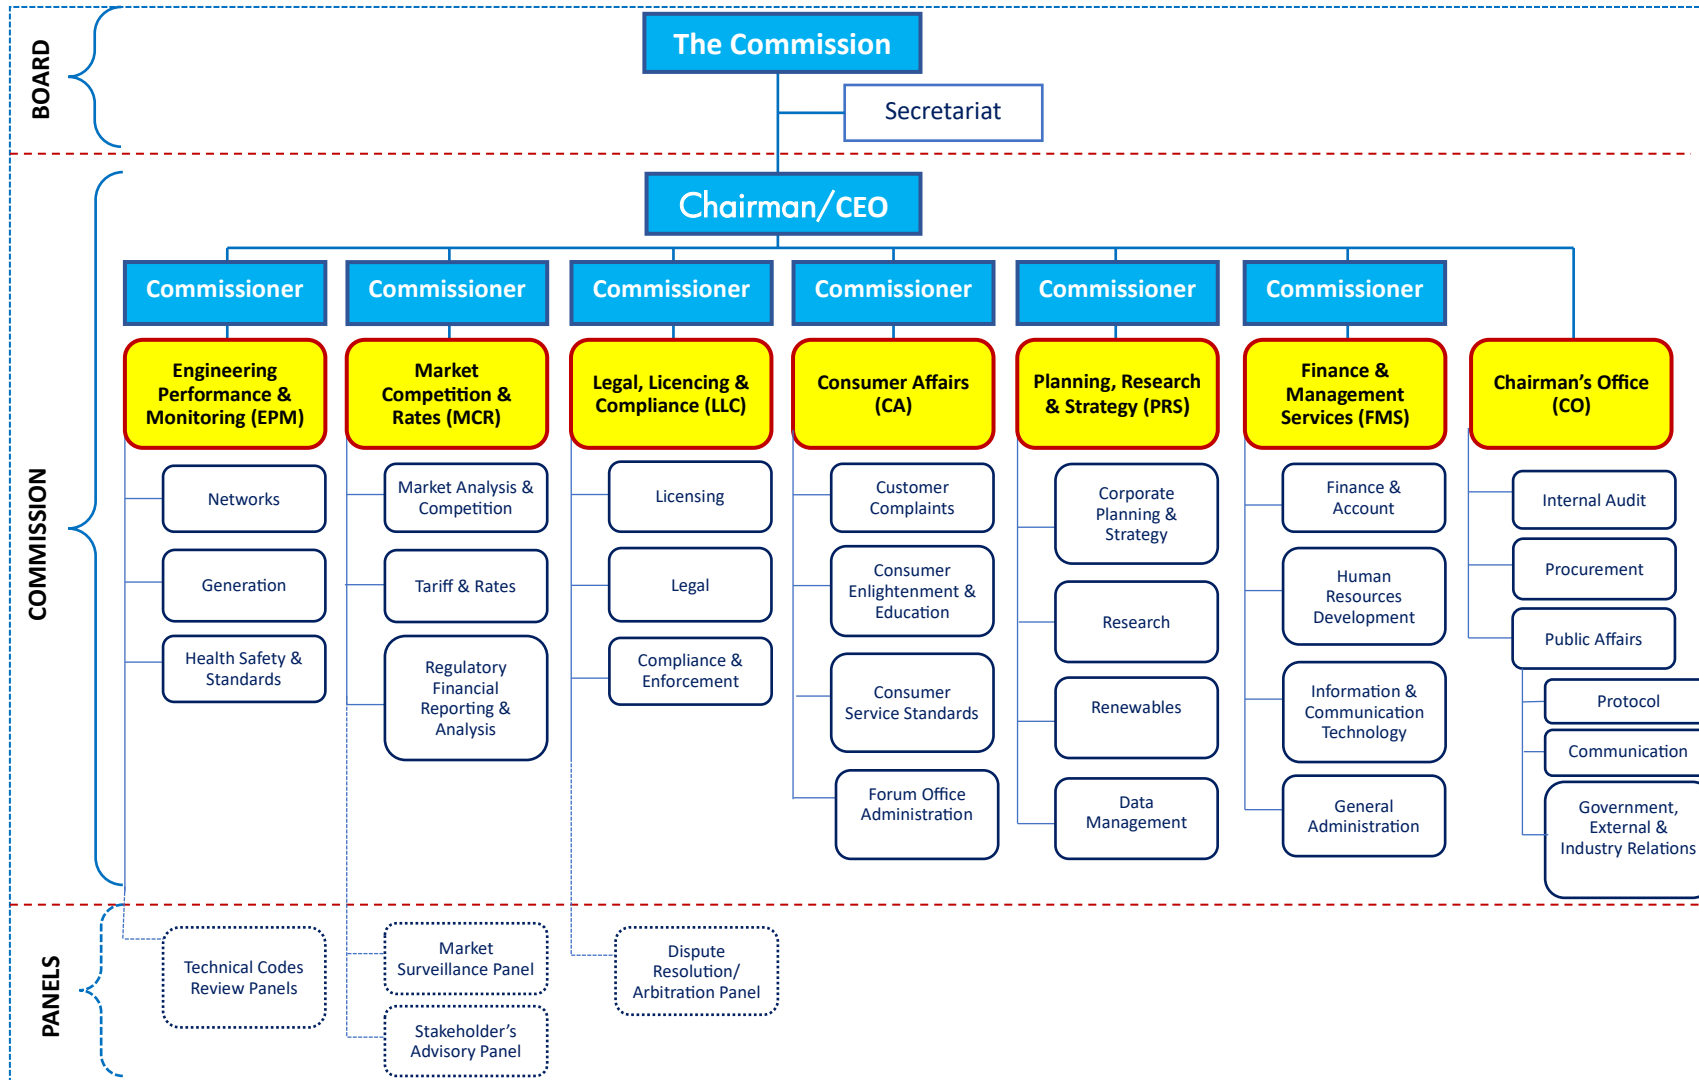 BOARD
The Commission
Secretariat
COMMISSION
Chairman/CEO
Commissioner
Commissioner
Commissioner
Commissioner
Commissioner
Commissioner
Engineering
Performance &
Monitoring (EPM)
Market
Competition &
Rates (MCR)
Legal, Licencing &
Compliance (LLC)
Consumer Affairs
(CA)
Planning, Research
& Strategy (PRS)
Finance &
Management
Services (FMS)
Chairman's Office
(CO)
Networks
Generation
Health Safety &
Standards
Market Analysis &
Competition
Tariff & Rates
Regulatory
Financial
Reporting &
Analysis
Licensing
Legal
Compliance &
Enforcement
Customer
Complaints
Consumer
Enlightenment &
Education
Consumer
Service Standards
Forum Office
Administration
Corporate
Planning &
Strategy
Research
Renewables
Data
Management
Finance &
Account
Human
Resources
Development
Information &
Communication
Technology
General
Administration
Internal Audit
Procurement
Public Affairs
Protocol
Communication
Government,
External &
Industry Relations
PANELS
Technical Codes
Review Panels
Market
Surveillance Panel
Stakeholder's
Advisory Panel
Dispute
Resolution/
Arbitration Panel